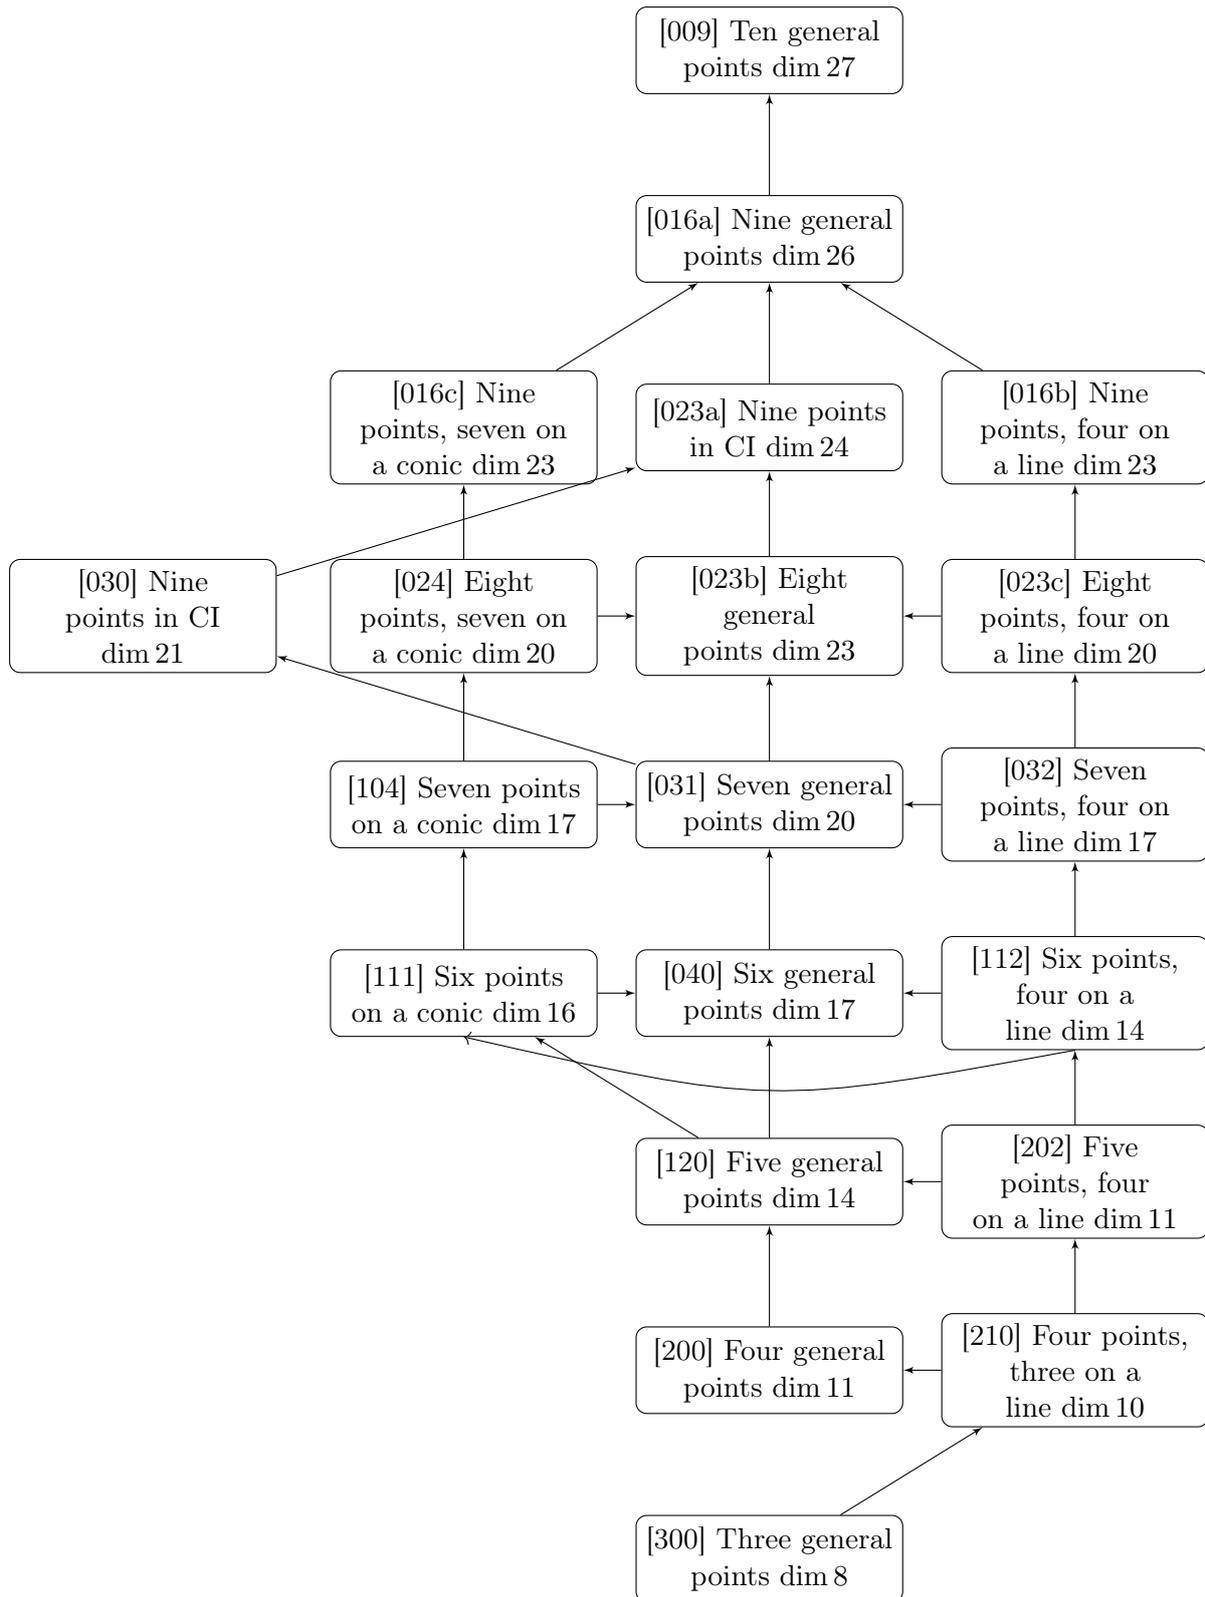 [009] Ten general
points dim 27
[016a] Nine general
points dim 26
[016c] Nine
points, seven on
a conic dim 23
[023a] Nine points
in CI dim 24
[016b] Nine
points, four on
a line dim 23
[030] Nine
points in CI
dim 21
[024] Eight
points, seven on
a conic dim 20
[023b] Eight
general
points dim 23
[023c] Eight
points, four on
a line dim 20
[104] Seven points
on a conic dim 17
[031] Seven general
points dim 20
[032] Seven
points, four on
a line dim 17
[111] Six points
on a conic dim 16
[040] Six general
points dim 17
[112] Six points,
four on a
line dim 14
[120] Five general
points dim 14
[202] Five
points, four
on a line dim 11
[200] Four general
points dim 11
[210] Four points,
three on a
line dim 10
[300] Three general
points dim 8